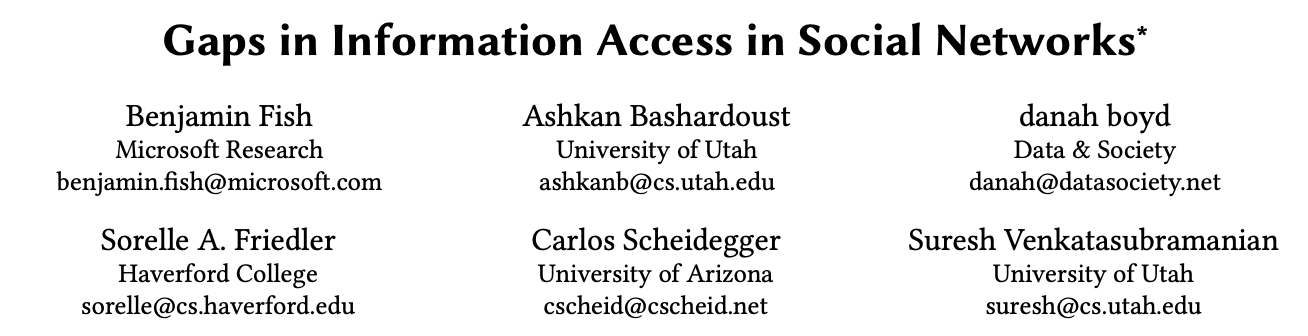 Gaps in Information Access in Social Networks*
Benjamin Fish
Microsoft Research
benjamin.fish@microsoft.com
Ashkan Bashardoust
University of Utah
ashkanb@cs.utah.edu
danah boyd
Data & Society
danah@datasociety.net
Sorelle A. Friedler
Haverford College
sorelle@cs.haverford.edu
Carlos Scheidegger
University of Arizona
cscheid@cscheid.net
Suresh Venkatasubramanian
University of Utah
suresh@cs.utah.edu